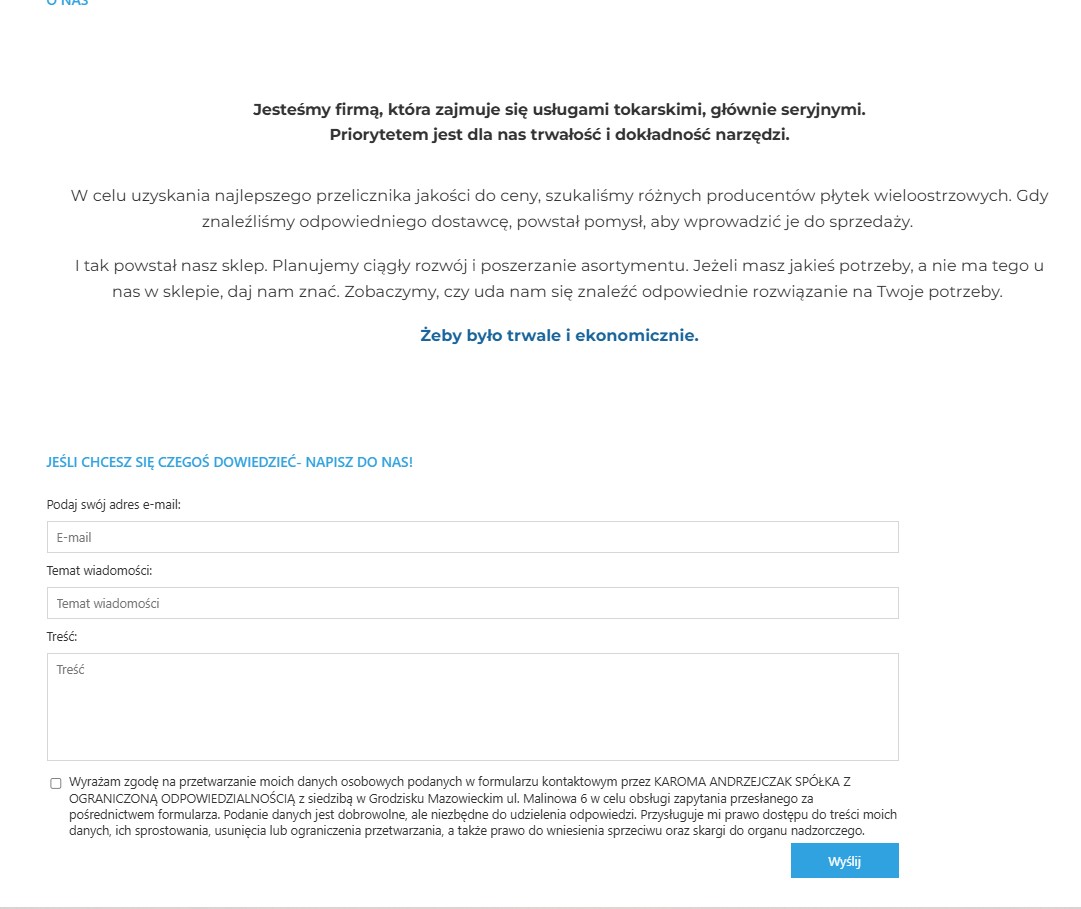 O NAS
Jesteśmy firmą, która zajmuje się usługami tokarskimi, głównie seryjnymi.
Priorytetem jest dla nas trwałość i dokładność narzędzi.
W celu uzyskania najlepszego przelicznika jakości do ceny, szukaliśmy różnych producentów płytek wieloostrzowych. Gdy
znaleźliśmy odpowiedniego dostawcę, powstał pomysł, aby wprowadzić je do sprzedaży.
I tak powstał nasz sklep. Planujemy ciągły rozwój i poszerzanie asortymentu. Jeżeli masz jakieś potrzeby, a nie ma tego u
nas w sklepie, daj nam znać. Zobaczymy, czy uda nam się znaleźć odpowiednie rozwiązanie na Twoje potrzeby.
Żeby było trwale i ekonomicznie.
JEŚLI CHCESZ SIĘ CZEGOŚ DOWIEDZIEĆ- NAPISZ DO NAS!
Podaj swój adres e-mail:
E-mail
Temat wiadomości:
Temat wiadomości
Treść:
Treść
Wyrażam zgodę na przetwarzanie moich danych osobowych podanych w formularzu kontaktowym przez KAROMA ANDRZEJCZAK SPÓŁKA Z
OGRANICZONĄ ODPOWIEDZIALNOŚCIĄ z siedzibą w Grodzisku Mazowieckim ul. Malinowa 6 w celu obsługi zapytania przesłanego za
pośrednictwem formularza. Podanie danych jest dobrowolne, ale niezbędne do udzielenia odpowiedzi. Przysługuje mi prawo dostępu do treści moich
danych, ich sprostowania, usunięcia lub ograniczenia przetwarzania, a także prawo do wniesienia sprzeciwu oraz skargi do organu nadzorczego.
Wyślij